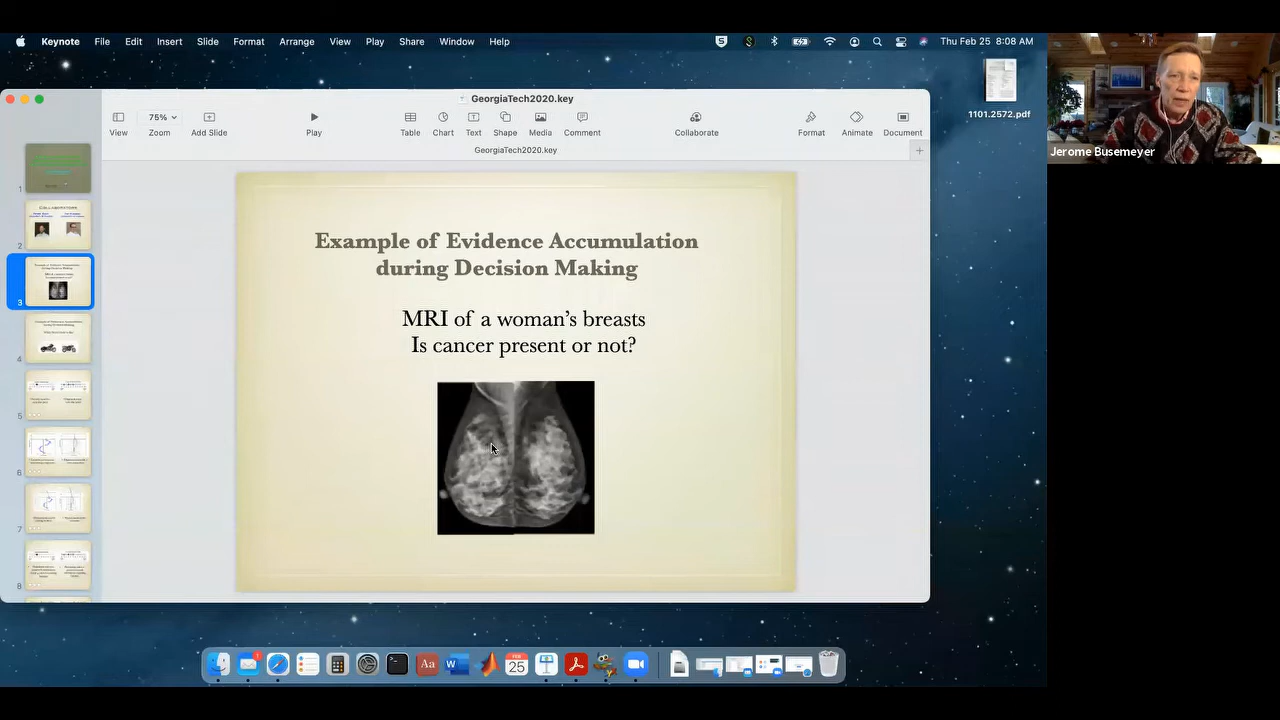 Keynote File Edit Insert Slide Format Arrange View Play Share Window Help Thu Feb 25 8:08 AM
GeorgiaTech2020.key
75%
View Zoom Add Slide Play Table Chart Text Shape Media Comment Collaborate Format Animate Document
GeorgiaTech2020.key
1101.2572.pdf
Jerome Busemeyer
1
2
3
4
5
6
7
8
Example of Evidence Accumulation
during Decision Making
MRI of a woman's breasts
Is cancer present or not?
Aa
FEB
25